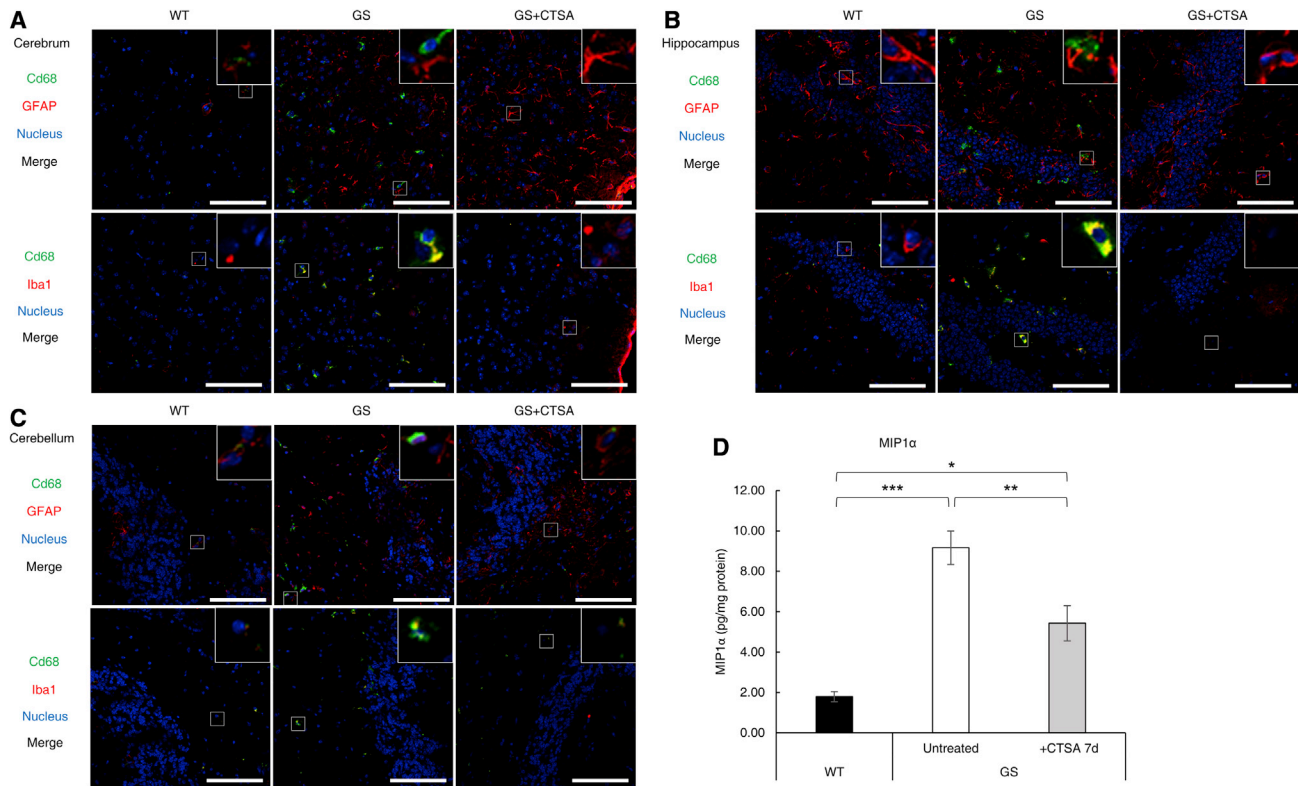 A
WT GS GS+CTSA
Cerebrum
Cd68
GFAP
Nucleus
Merge
Cd68
Iba1
Nucleus
Merge
B
WT GS GS+CTSA
Hippocampus
Cd68
GFAP
Nucleus
Merge
Cd68
Iba1
Nucleus
Merge
C
WT GS GS+CTSA
Cerebellum
Cd68
GFAP
Nucleus
Merge
Cd68
Iba1
Nucleus
Merge
D
MIP1α
*
*** **
MIP1α (pg/mg protein)
12.00
10.00
8.00
6.00
4.00
2.00
0.00
Untreated +CTSA 7d
WT GS